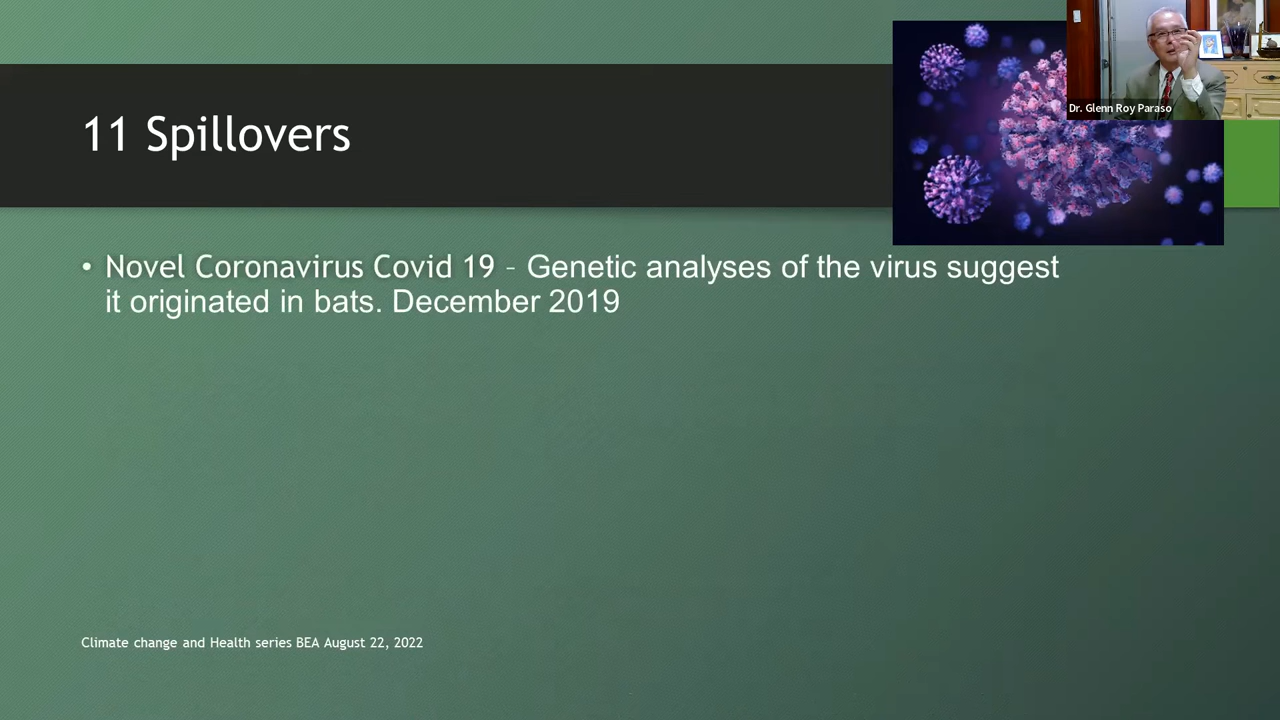 Dr. Glenn Roy Paraso
11 Spillovers
• Novel Coronavirus Covid 19 – Genetic analyses of the virus suggest
it originated in bats. December 2019
Climate change and Health series BEA August 22, 2022